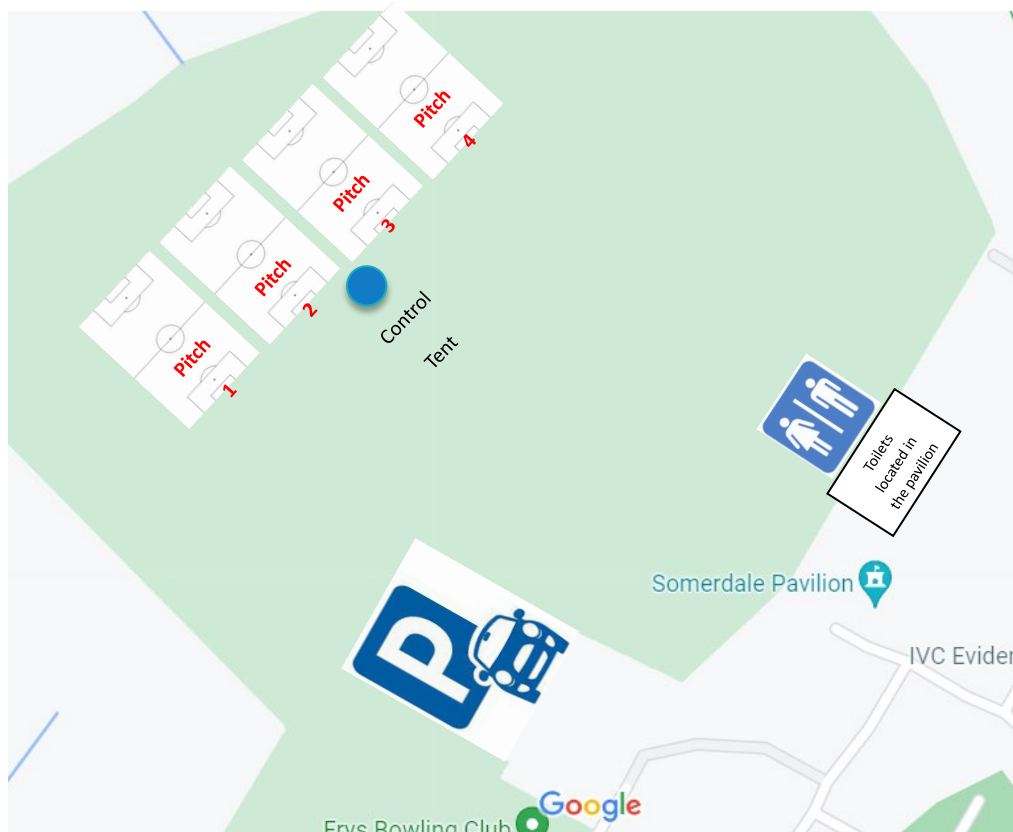 Pitch
4
Pitch
3
Pitch
2
Pitch
1
Control
Tent
Toilets
located in
the pavilion
Somerdale Pavilion
IVC Eviden
P
Google
Frys Bowling Club